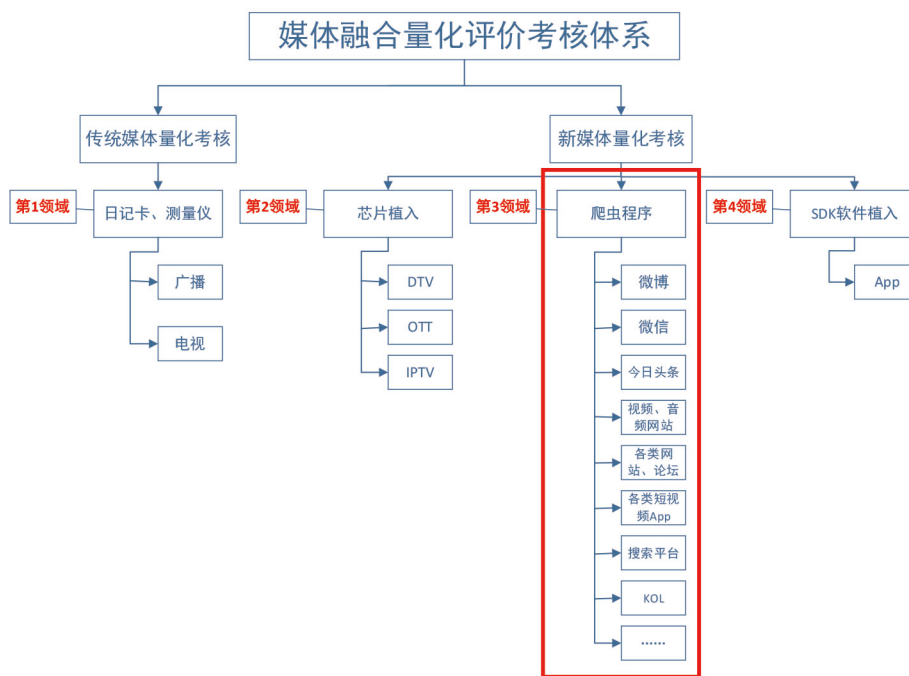 媒体融合量化评价考核体系
传统媒体量化考核
新媒体量化考核
第1领域
日记卡、测量仪
第2领域
芯片植入
第3领域
爬虫程序
第4领域
SDK软件植入
广播
电视
DTV
OTT
IPTV
微博
微信
今日头条
视频、音
频网站
各类网
站、论坛
各类短视
频App
搜索平台
KOL
……
App